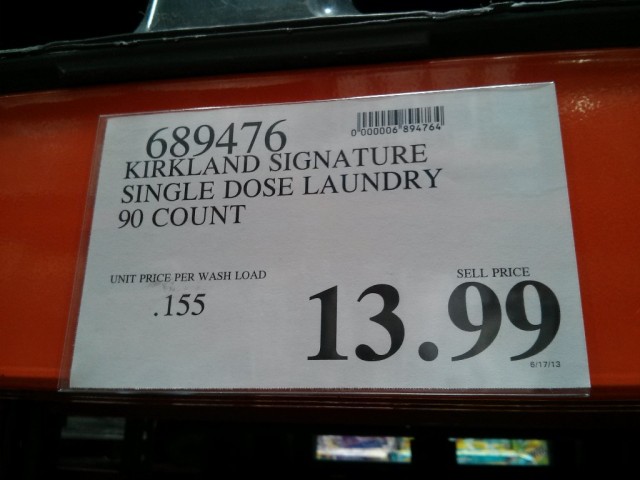 689476
0 000006 894764
KIRKLAND SIGNATURE
SINGLE DOSE LAUNDRY
90 COUNT
UNIT PRICE PER WASH LOAD
.155
SELL PRICE
13.99
6/17/13